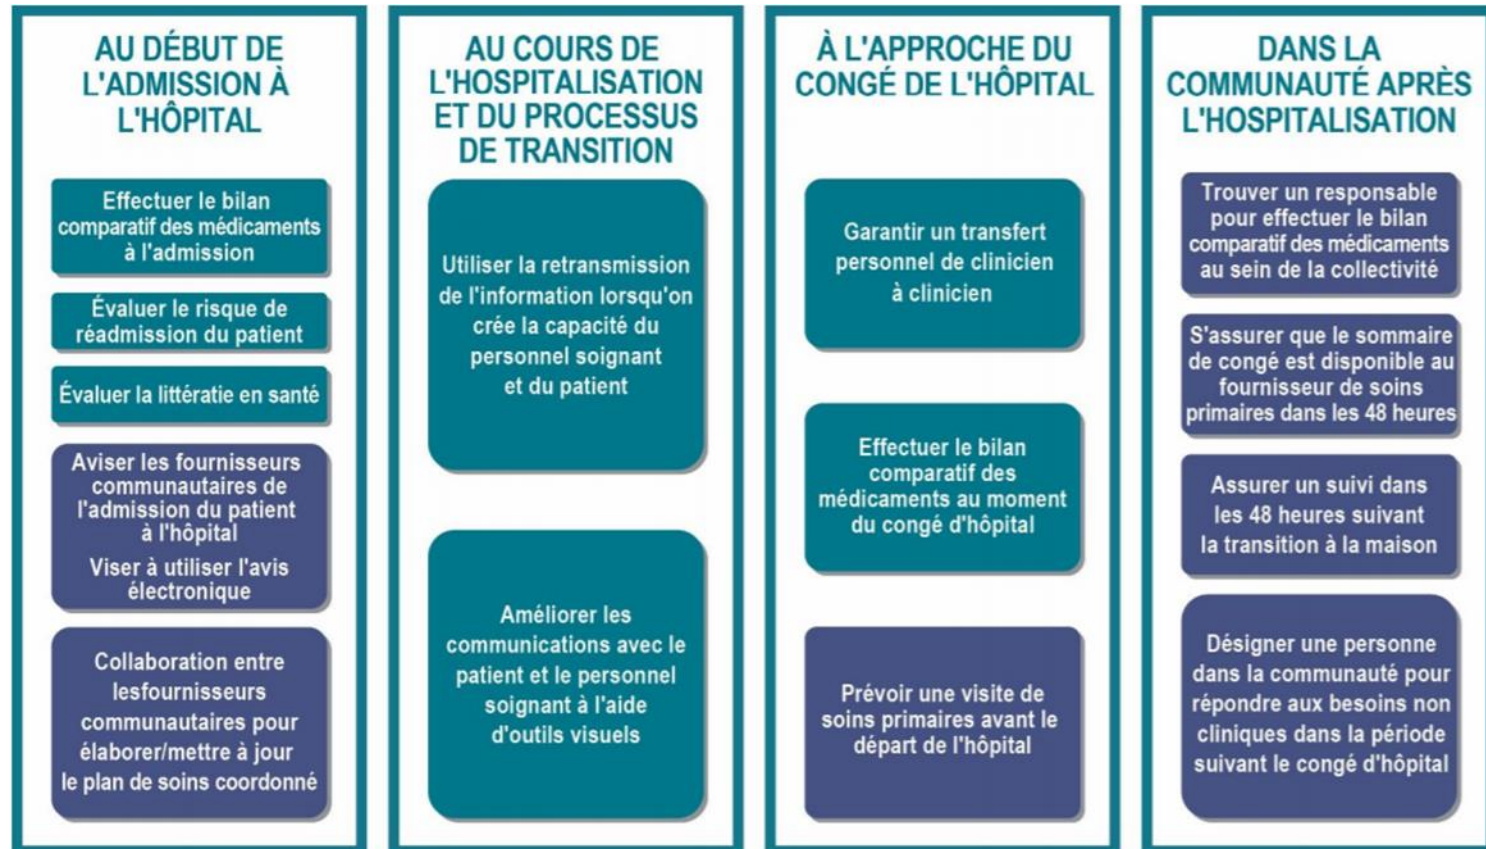 AU DÉBUT DE
L'ADMISSION À
L'HÔPITAL
Effectuer le bilan
comparatif des médicaments
à l'admission
Évaluer le risque de
réadmission du patient
Évaluer la littératie en santé
Aviser les fournisseurs
communautaires de
l'admission du patient
à l'hôpital
Viser à utiliser l'avis
électronique
Collaboration entre
lesfournisseurs
communautaires pour
élaborer/mettre à jour
le plan de soins coordonné
AU COURS DE
L'HOSPITALISATION
ET DU PROCESSUS
DE TRANSITION
Utiliser la retransmission
de l'information lorsqu'on
crée la capacité du
personnel soignant
et du patient
Améliorer les
communications avec le
patient et le personnel
soignant à l'aide
d'outils visuels
À L'APPROCHE DU
CONGÉ DE L'HÔPITAL
Garantir un transfert
personnel de clinicien
à clinicien
Effectuer le bilan
comparatif des
médicaments au moment
du congé d'hôpital
Prévoir une visite de
soins primaires avant le
départ de l'hôpital
DANS LA
COMMUNAUTÉ APRÈS
L'HOSPITALISATION
Trouver un responsable
pour effectuer le bilan
comparatif des médicaments
au sein de la collectivité
S'assurer que le sommaire
de congé est disponible au
fournisseur de soins
primaires dans les 48 heures
Assurer un suivi dans
les 48 heures suivant
la transition à la maison
Désigner une personne
dans la communauté pour
répondre aux besoins non
cliniques dans la période
suivant le congé d'hôpital